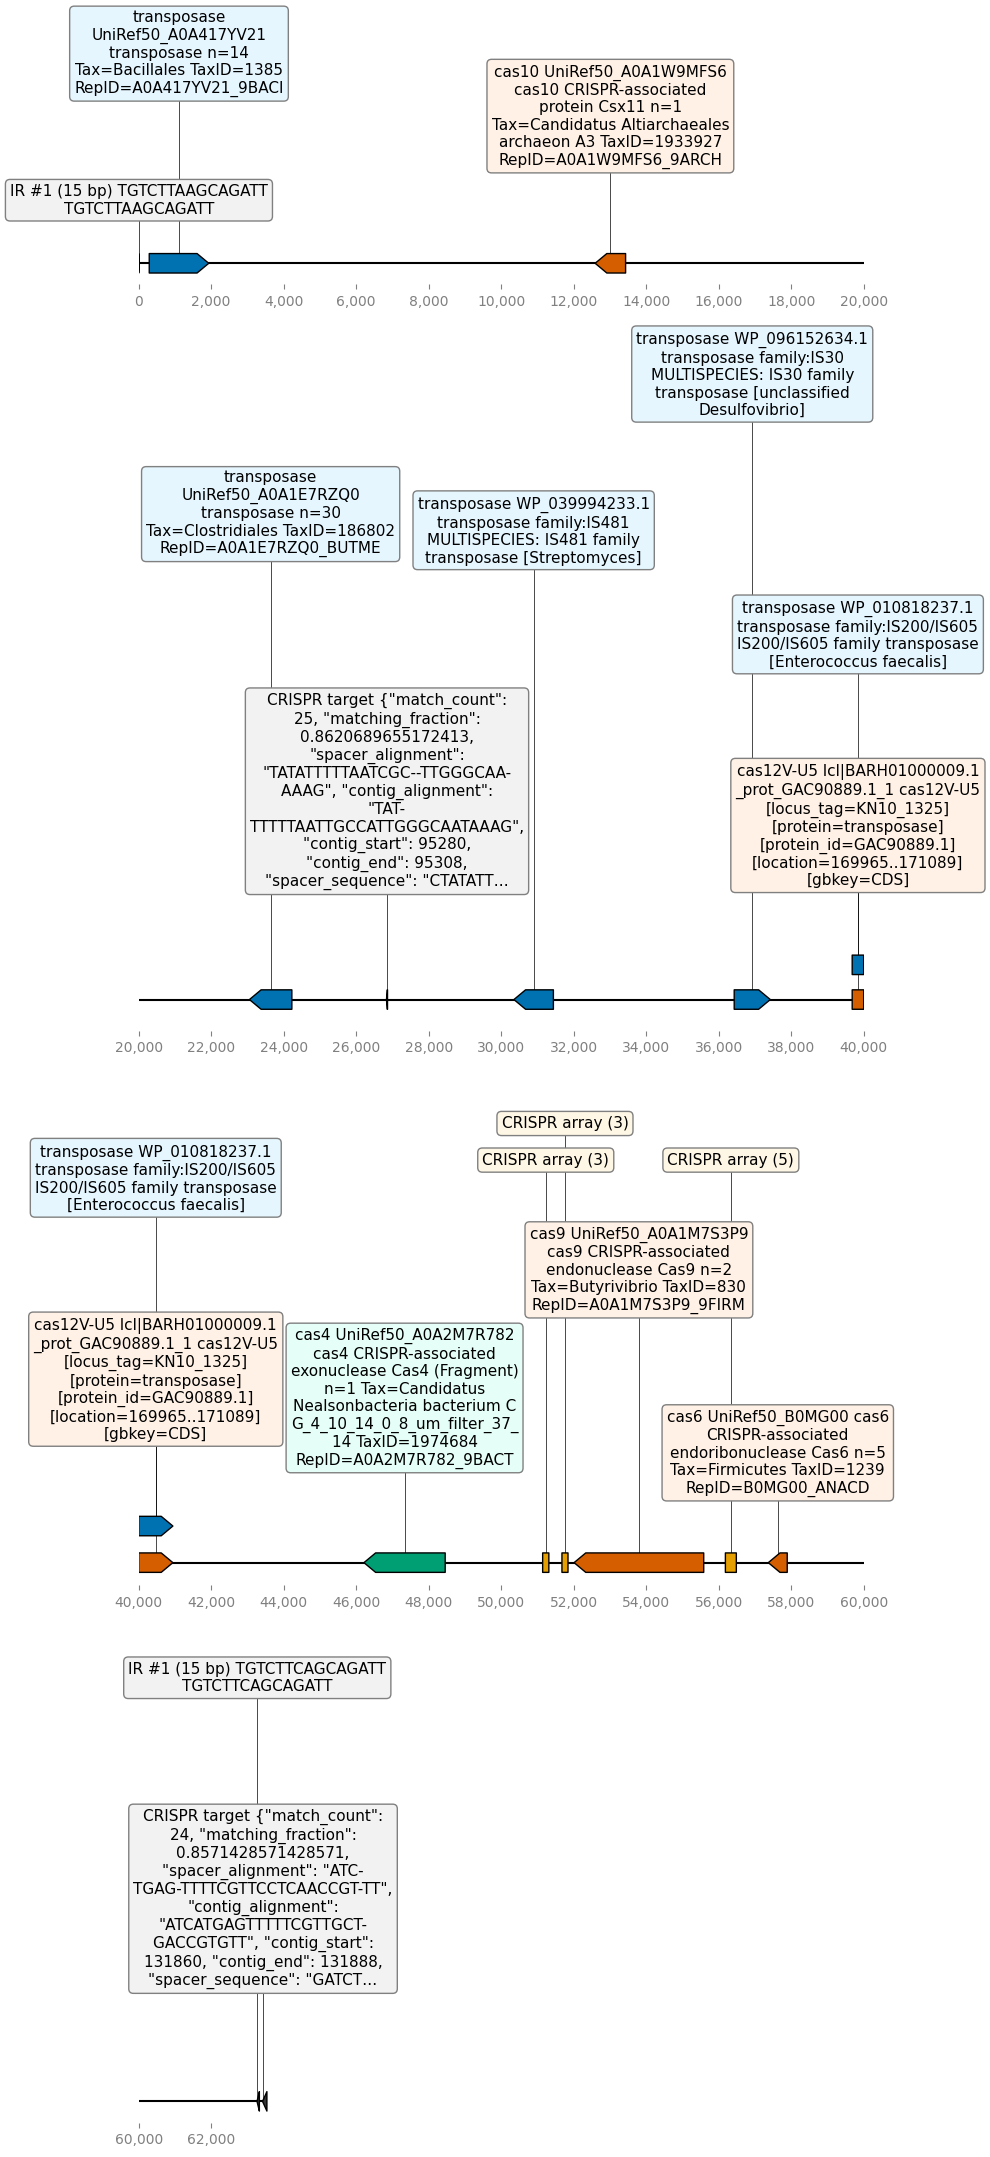 transposase
UniRef50_A0A417YV21
transposase n=14
Tax=Bacillales TaxID=1385
RepID=A0A417YV21_9BACI
cas10 UniRef50_A0A1W9MFS6
cas10 CRISPR-associated
protein Csx11 n=1
Tax=Candidatus Altiarchaeales
archaeon A3 TaxID=1933927
RepID=A0A1W9MFS6_9ARCH
IR #1 (15 bp) TGTCTTAAGCAGATT
TGTCTTAAGCAGATT
0 2,000 4,000 6,000 8,000 10,000 12,000 14,000 16,000 18,000 20,000
transposase WP_096152634.1
transposase family:IS30
MULTISPECIES: IS30 family
transposase [unclassified
Desulfovibrio]
transposase
UniRef50_A0A1E7RZQ0
transposase n=30
Tax=Clostridiales TaxID=186802
RepID=A0A1E7RZQ0_BUTME
transposase WP_039994233.1
transposase family:IS481
MULTISPECIES: IS481 family
transposase [Streptomyces]
transposase WP_010818237.1
transposase family:IS200/IS605
IS200/IS605 family transposase
[Enterococcus faecalis]
CRISPR target {"match_count":
25, "matching_fraction":
0.8620689655172413,
"spacer_alignment":
"TATATTTTTAATCGC--TTGGGCAA-
AAAG", "contig_alignment":
"TAT-
TTTTTAATTGCCATTGGGCAATAAAG",
"contig_start": 95280,
"contig_end": 95308,
"spacer_sequence": "CTATATT...
cas12V-U5 lcl|BARH01000009.1
_prot_GAC90889.1_1 cas12V-U5
[locus_tag=KN10_1325]
[protein=transposase]
[protein_id=GAC90889.1]
[location=169965..171089]
[gbkey=CDS]
20,000 22,000 24,000 26,000 28,000 30,000 32,000 34,000 36,000 38,000 40,000
CRISPR array (3)
CRISPR array (3)
CRISPR array (5)
transposase WP_010818237.1
transposase family:IS200/IS605
IS200/IS605 family transposase
[Enterococcus faecalis]
cas9 UniRef50_A0A1M7S3P9
cas9 CRISPR-associated
endonuclease Cas9 n=2
Tax=Butyrivibrio TaxID=830
RepID=A0A1M7S3P9_9FIRM
cas12V-U5 lcl|BARH01000009.1
_prot_GAC90889.1_1 cas12V-U5
[locus_tag=KN10_1325]
[protein=transposase]
[protein_id=GAC90889.1]
[location=169965..171089]
[gbkey=CDS]
cas4 UniRef50_A0A2M7R782
cas4 CRISPR-associated
exonuclease Cas4 (Fragment)
n=1 Tax=Candidatus
Nealsonbacteria bacterium C
G_4_10_14_0_8_um_filter_37_
14 TaxID=1974684
RepID=A0A2M7R782_9BACT
cas6 UniRef50_B0MG00 cas6
CRISPR-associated
endoribonuclease Cas6 n=5
Tax=Firmicutes TaxID=1239
RepID=B0MG00_ANACD
40,000 42,000 44,000 46,000 48,000 50,000 52,000 54,000 56,000 58,000 60,000
IR #1 (15 bp) TGTCTTCAGCAGATT
TGTCTTCAGCAGATT
CRISPR target {"match_count":
24, "matching_fraction":
0.8571428571428571,
"spacer_alignment": "ATC-
TGAG-TTTTCGTTCCTCAACCGT-TT",
"contig_alignment":
"ATCATGAGTTTTTCGTTGCT-
GACCGTGTT", "contig_start":
131860, "contig_end": 131888,
"spacer_sequence": "GATCT...
60,000 62,000